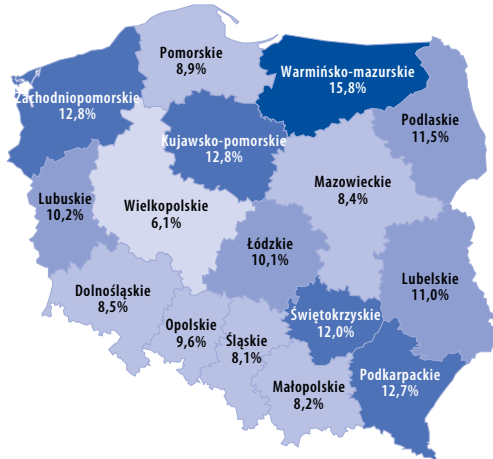 Pomorskie
8,9%
Warmińsko-mazurskie
15,8%
Zachodniopomorskie
12,8%
Podlaskie
11,5%
Kujawsko-pomorskie
12,8%
Mazowieckie
8,4%
Lubuskie
10,2%
Wielkopolskie
6,1%
Łódzkie
10,1%
Lubelskie
11,0%
Dolnośląskie
8,5%
Świętokrzyskie
12,0%
Opolskie
9,6%
Śląskie
8,1%
Podkarpackie
12,7%
Małopolskie
8,2%